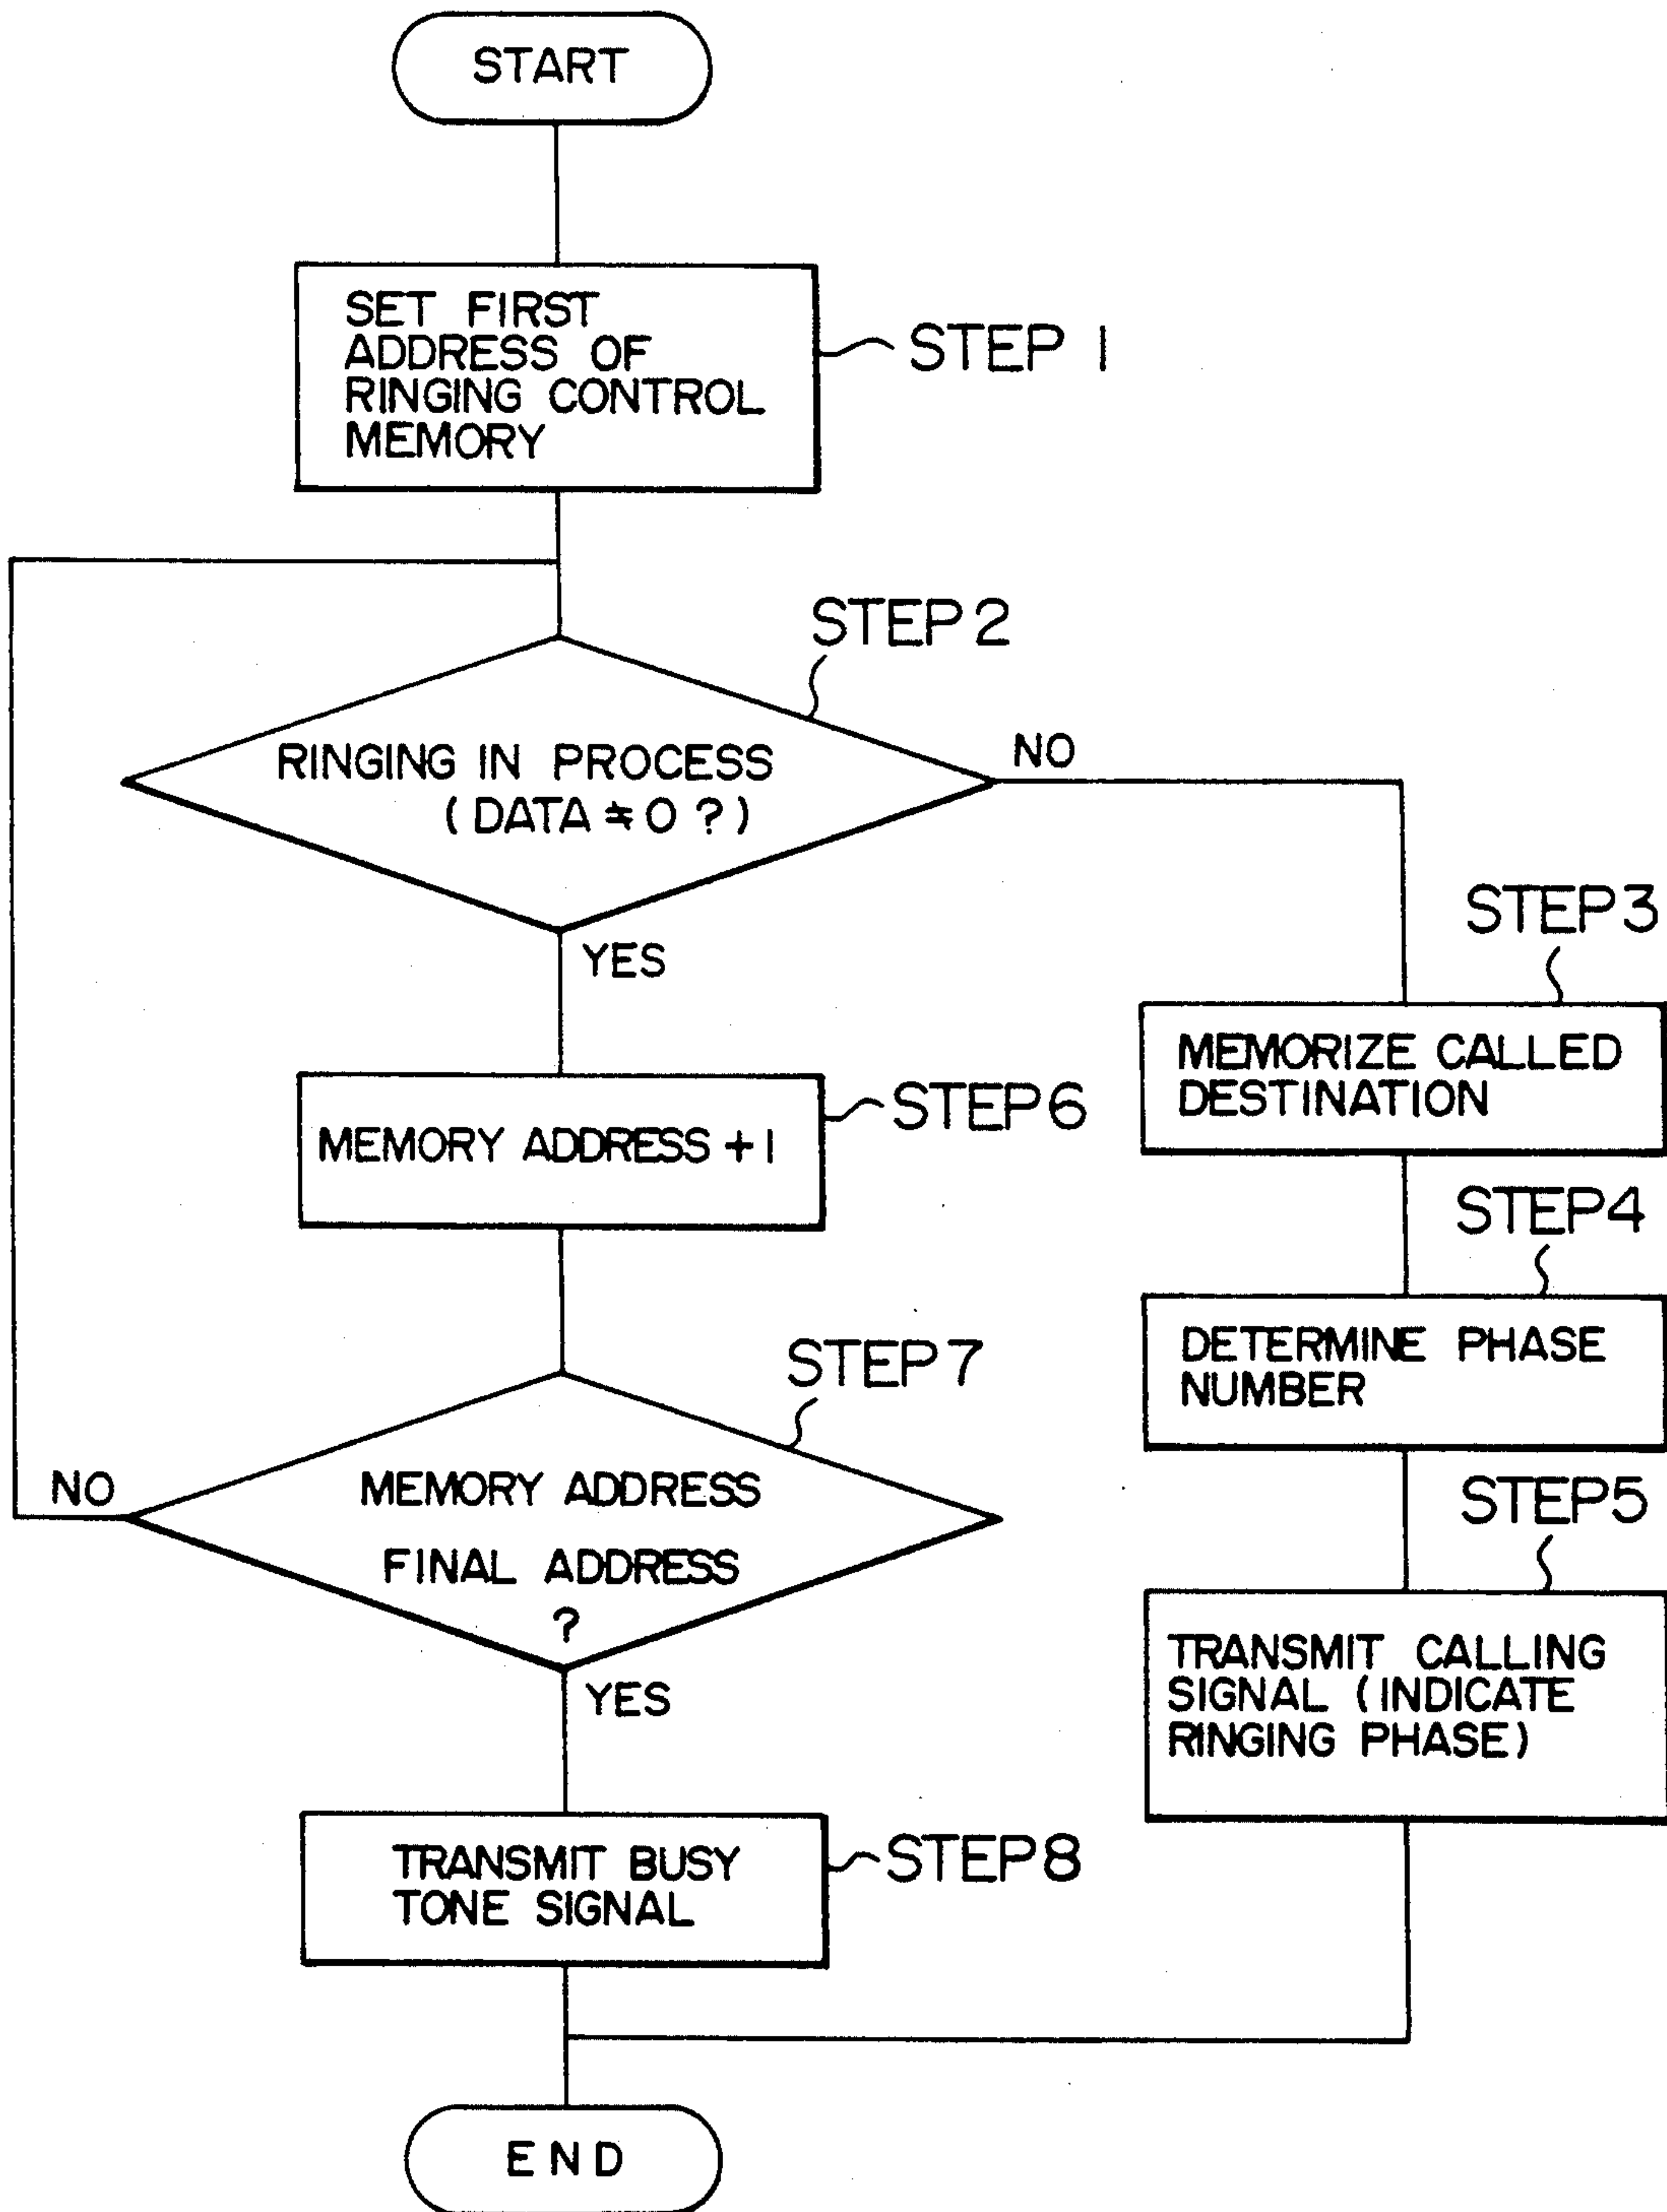 START
SET FIRST
ADDRESS OF
RINGING CONTROL
MEMORY
STEP 1
STEP 2
RINGING IN PROCESS
( DATA ≠ 0 ? )
NO
YES
STEP 3
MEMORIZE CALLED
DESTINATION
STEP 6
MEMORY ADDRESS +1
STEP 4
DETERMINE PHASE
NUMBER
STEP 7
MEMORY ADDRESS
FINAL ADDRESS
?
NO
YES
STEP 5
TRANSMIT CALLING
SIGNAL (INDICATE
RINGING PHASE)
TRANSMIT BUSY
TONE SIGNAL
STEP 8
END